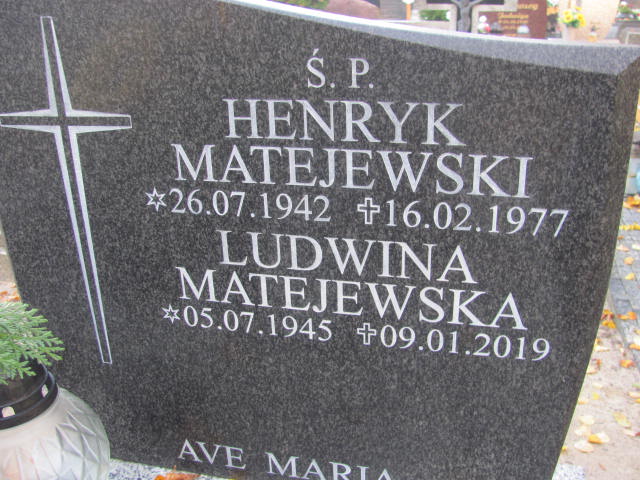 Ś. P.
HENRYK
MATEJEWSKI
✡26.07.1942 ✝16.02.1977
LUDWINA
MATEJEWSKA
✡05.07.1945 ✝09.01.2019
AVE MARIA